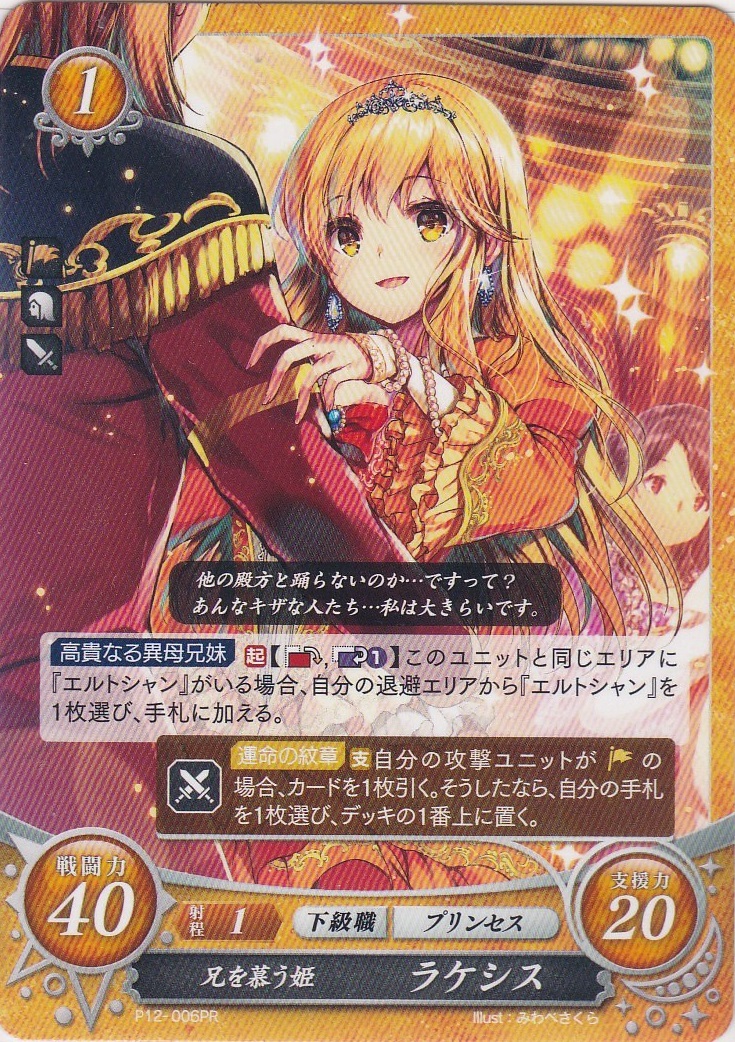 1
他の殿方と踊らないのか…ですって？
あんなキザな人たち…私は大きらいです。
高貴なる異母兄妹 起【 , 1】このユニットと同じエリアに
『エルトシャン』がいる場合、自分の退避エリアから『エルトシャン』を
1枚選び、手札に加える。
運命の紋章 支 自分の攻撃ユニットが の
場合、カードを1枚引く。そうしたなら、自分の手札
を1枚選び、デッキの1番上に置く。
戦闘力
40
射程 1
下級職
プリンセス
支援力
20
兄を慕う姫 ラケシス
P12-006PR
Illust：みわべさくら